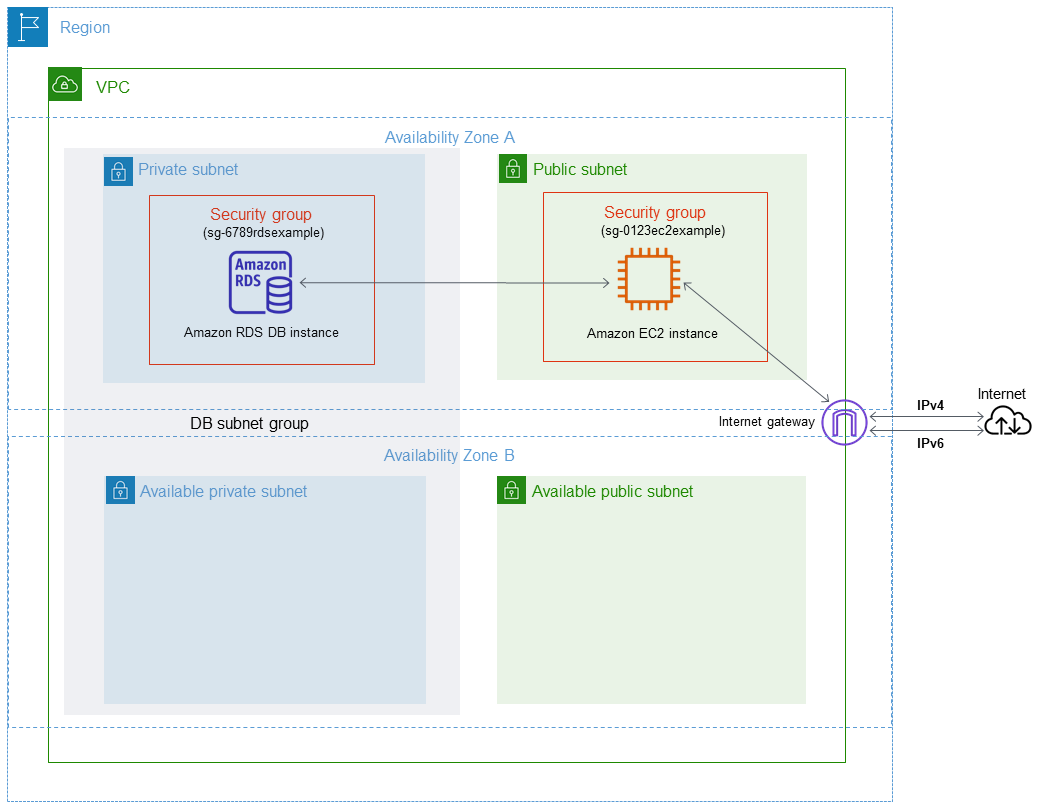 Region
VPC
Availability Zone A
Private subnet
Public subnet
Security group
(sg-6789rdsexample)
Security group
(sg-0123ec2example)
Amazon
RDS
Amazon RDS DB instance
Amazon EC2 instance
DB subnet group
Internet gateway
IPv4
IPv6
Internet
Availability Zone B
Available private subnet
Available public subnet